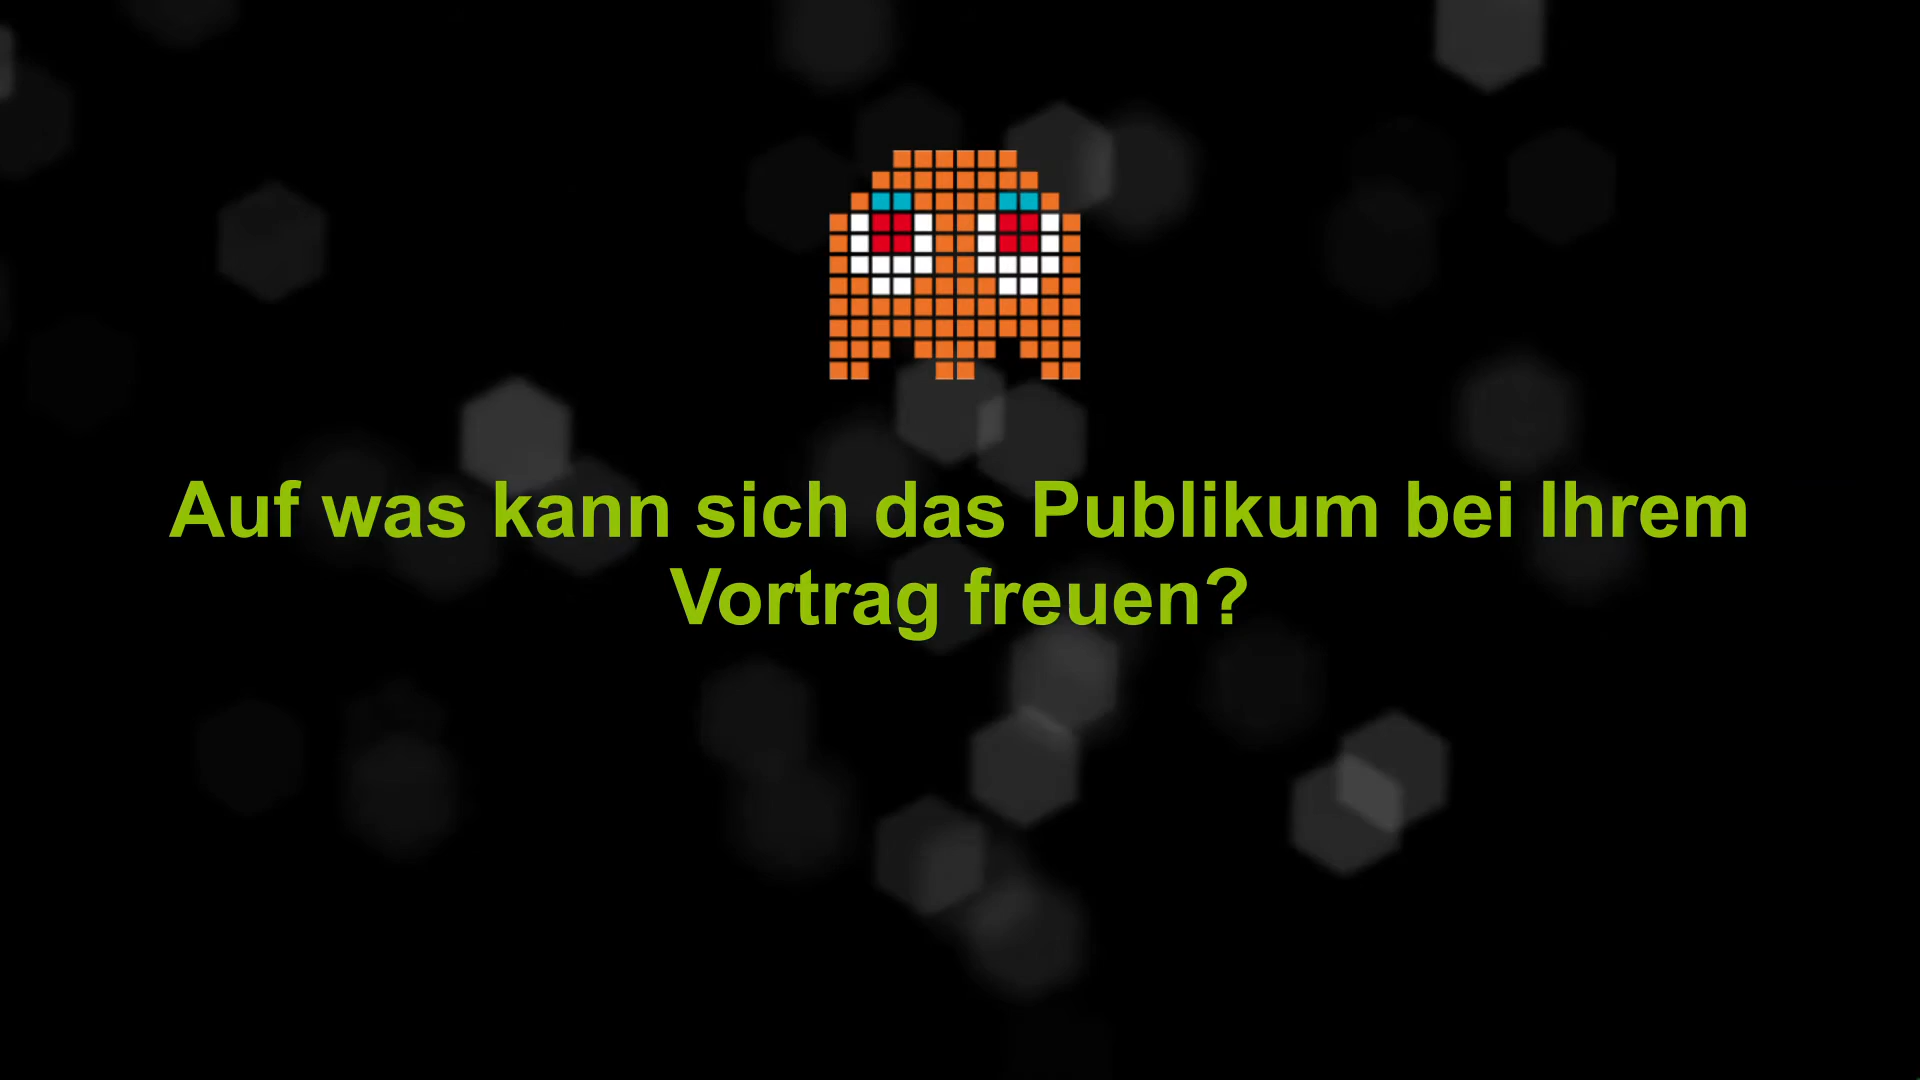 Auf was kann sich das Publikum bei Ihrem
Vortrag freuen?